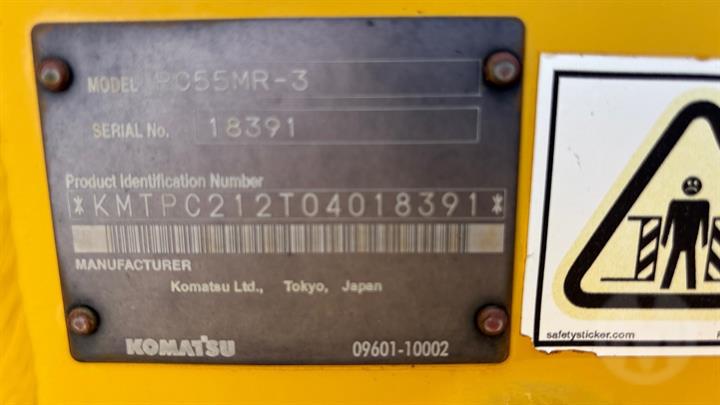 MODEL PC55MR-3
SERIAL No. 18391
Product Identification Number
*KMTPC212T04018391*
MANUFACTURER
Komatsu Ltd., Tokyo, Japan
KOMATSU 09601-10002
safetysticker.com